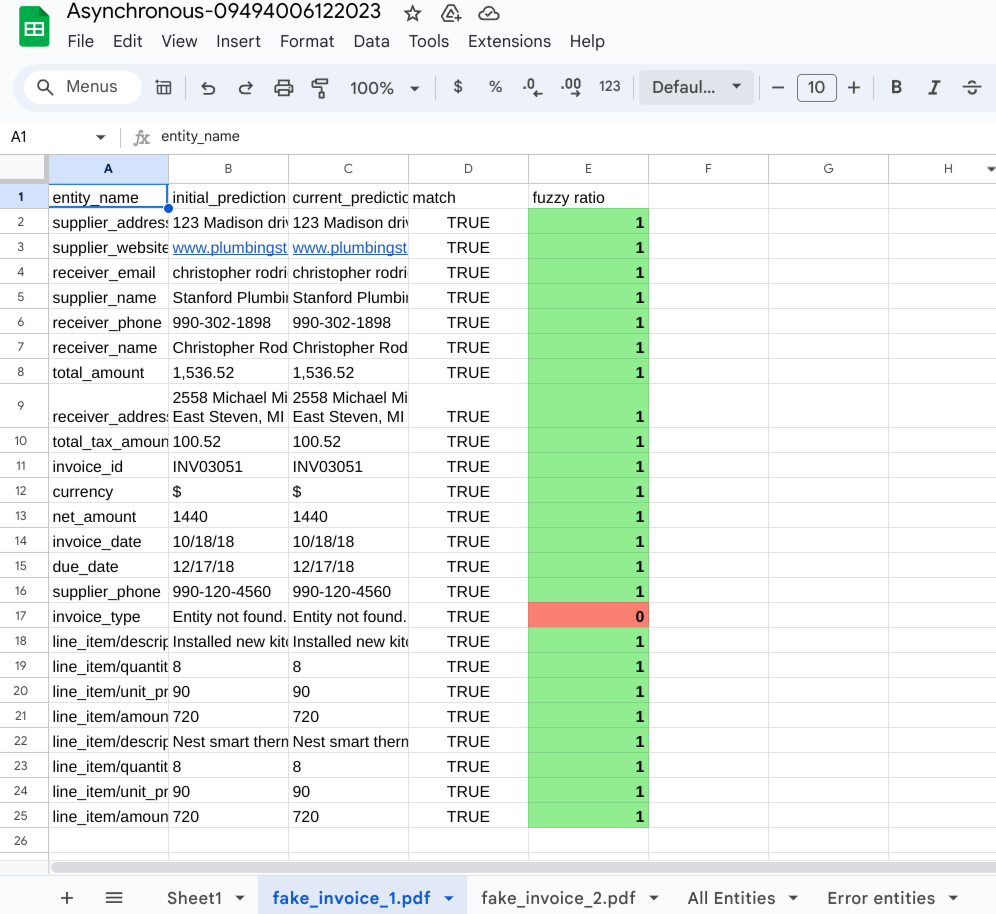 Asynchronous-09494006122023
File Edit View Insert Format Data Tools Extensions Help
Menus 100% $ % .0 .00 123 Defaul... 10 B I S
A1 fx entity_name
A B C D E F G H
1 entity_name initial_prediction current_predictio match fuzzy ratio
2 supplier_address 123 Madison driv 123 Madison driv TRUE 1
3 supplier_website www.plumbingst www.plumbingst TRUE 1
4 receiver_email christopher rodri christopher rodri TRUE 1
5 supplier_name Stanford Plumbi Stanford Plumbi TRUE 1
6 receiver_phone 990-302-1898 990-302-1898 TRUE 1
7 receiver_name Christopher Rod Christopher Rod TRUE 1
8 total_amount 1,536.52 1,536.52 TRUE 1
2558 Michael Mi 2558 Michael Mi
9 receiver_address East Steven, MI East Steven, MI TRUE 1
10 total_tax_amoun 100.52 100.52 TRUE 1
11 invoice_id INV03051 INV03051 TRUE 1
12 currency $ $ TRUE 1
13 net_amount 1440 1440 TRUE 1
14 invoice_date 10/18/18 10/18/18 TRUE 1
15 due_date 12/17/18 12/17/18 TRUE 1
16 supplier_phone 990-120-4560 990-120-4560 TRUE 1
17 invoice_type Entity not found. Entity not found. TRUE 0
18 line_item/descrip Installed new kitc Installed new kitc TRUE 1
19 line_item/quantit 8 8 TRUE 1
20 line_item/unit_pr 90 90 TRUE 1
21 line_item/amoun 720 720 TRUE 1
22 line_item/descrip Nest smart therm Nest smart therm TRUE 1
23 line_item/quantit 8 8 TRUE 1
24 line_item/unit_pr 90 90 TRUE 1
25 line_item/amoun 720 720 TRUE 1
26
Sheet1 fake_invoice_1.pdf fake_invoice_2.pdf All Entities Error entities